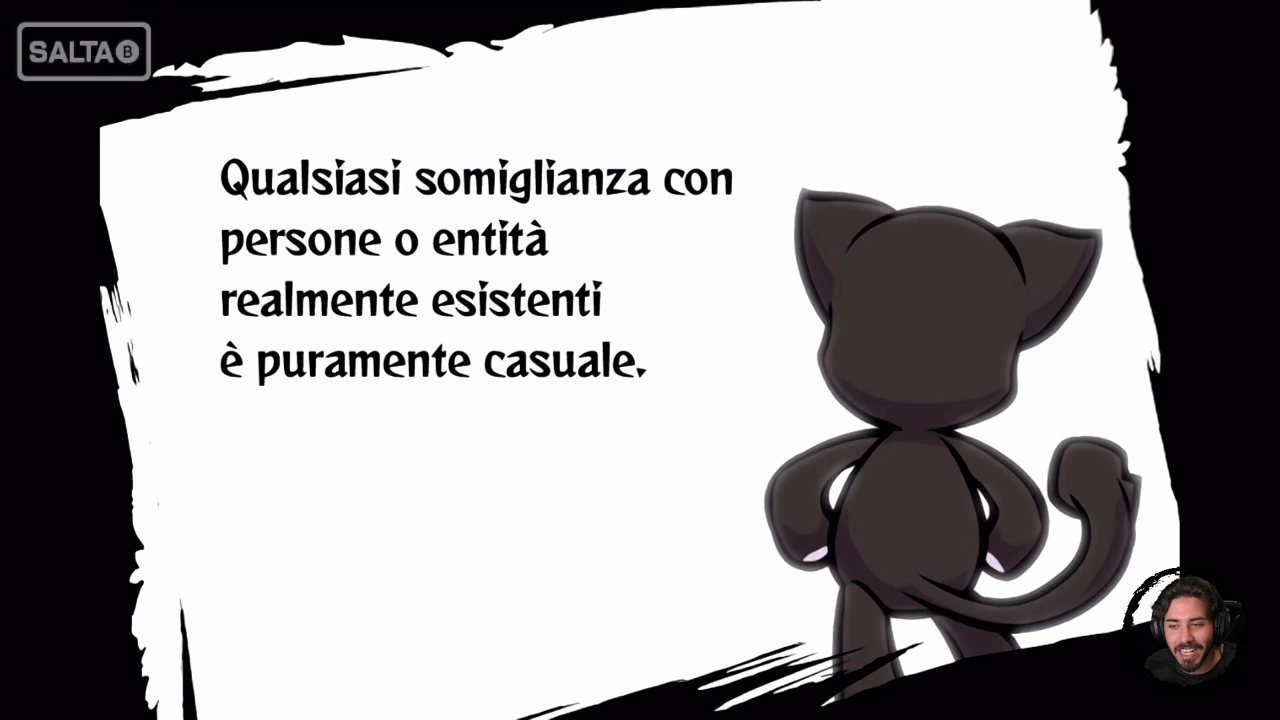 SALTA B
Qualsiasi somiglianza con
persone o entità
realmente esistenti
è puramente casuale.